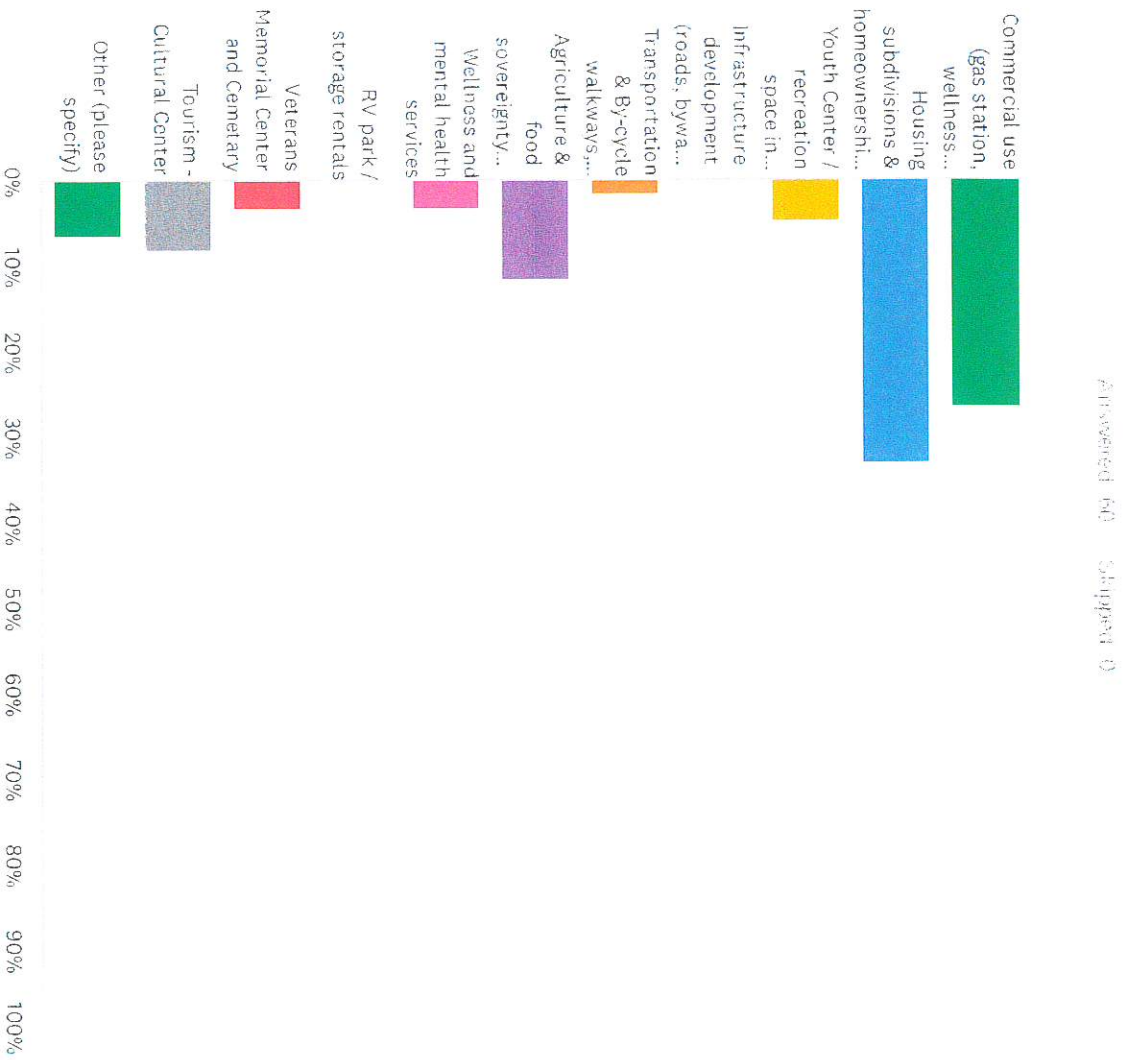 Answered: 60 Skipped: 0
Commercial use
(gas station,
wellness...
Housing
subdivisions &
homeownershi...
Youth Center /
recreation
space in...
Infrastructure
development
(roads, bywa...
Transportation
& By-cycle
walkways,...
Agriculture &
food
sovereignty...
Wellness and
mental health
services
RV park /
storage rentals
Veterans
Memorial Center
and Cemetary
Tourism -
Cultural Center
Other (please
specify)
0% 10% 20% 30% 40% 50% 60% 70% 80% 90% 100%